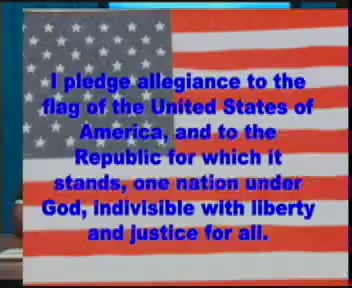 I pledge allegiance to the
flag of the United States of
America, and to the
Republic for which it
stands, one nation under
God, indivisible with liberty
and justice for all.